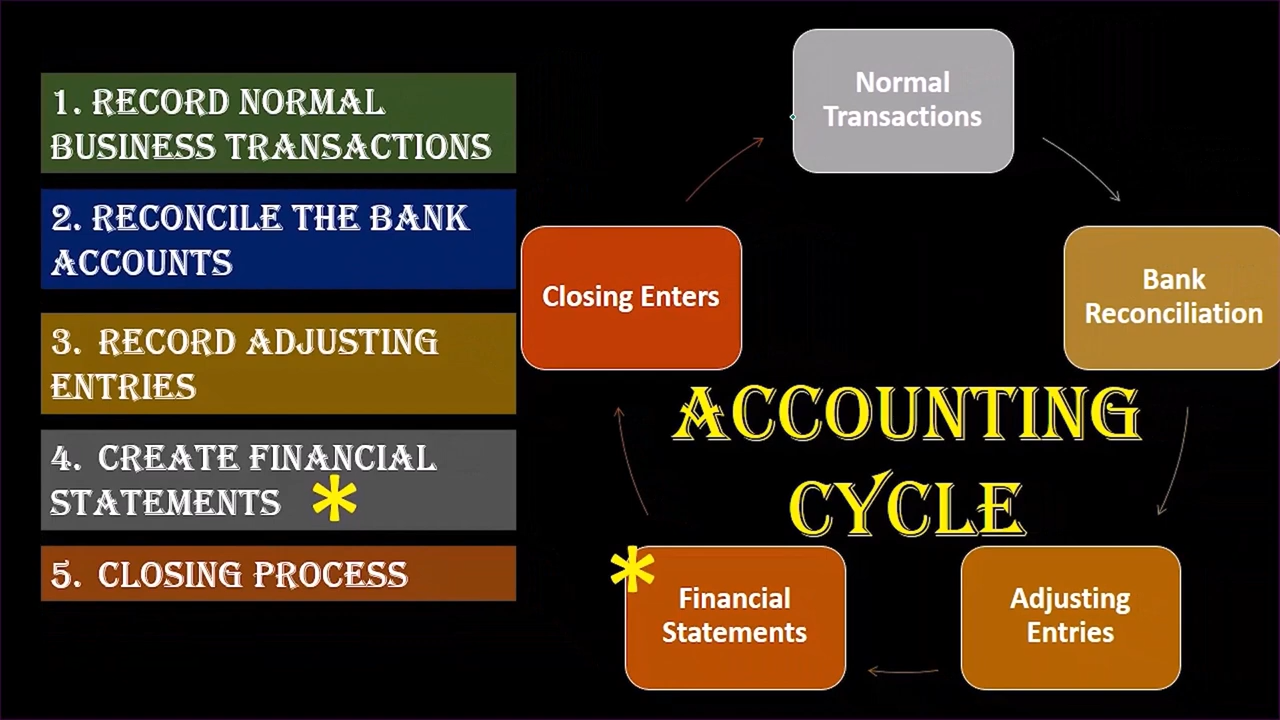 1. RECORD NORMAL
BUSINESS TRANSACTIONS
2. RECONCILE THE BANK
ACCOUNTS
3. RECORD ADJUSTING
ENTRIES
4. CREATE FINANCIAL
STATEMENTS *
5. CLOSING PROCESS
Normal
Transactions
Closing Enters
Bank
Reconciliation
ACCOUNTING
CYCLE
*
Financial
Statements
Adjusting
Entries